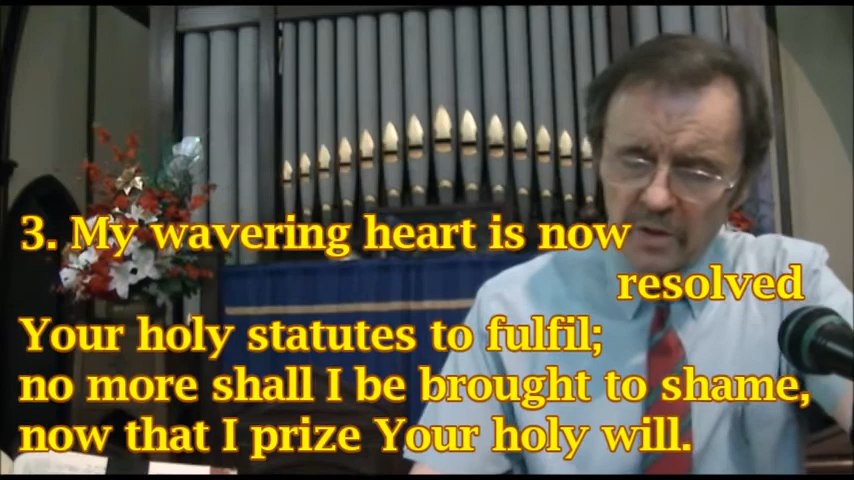 3. My wavering heart is now
resolved
Your holy statutes to fulfil;
no more shall I be brought to shame,
now that I prize Your holy will.